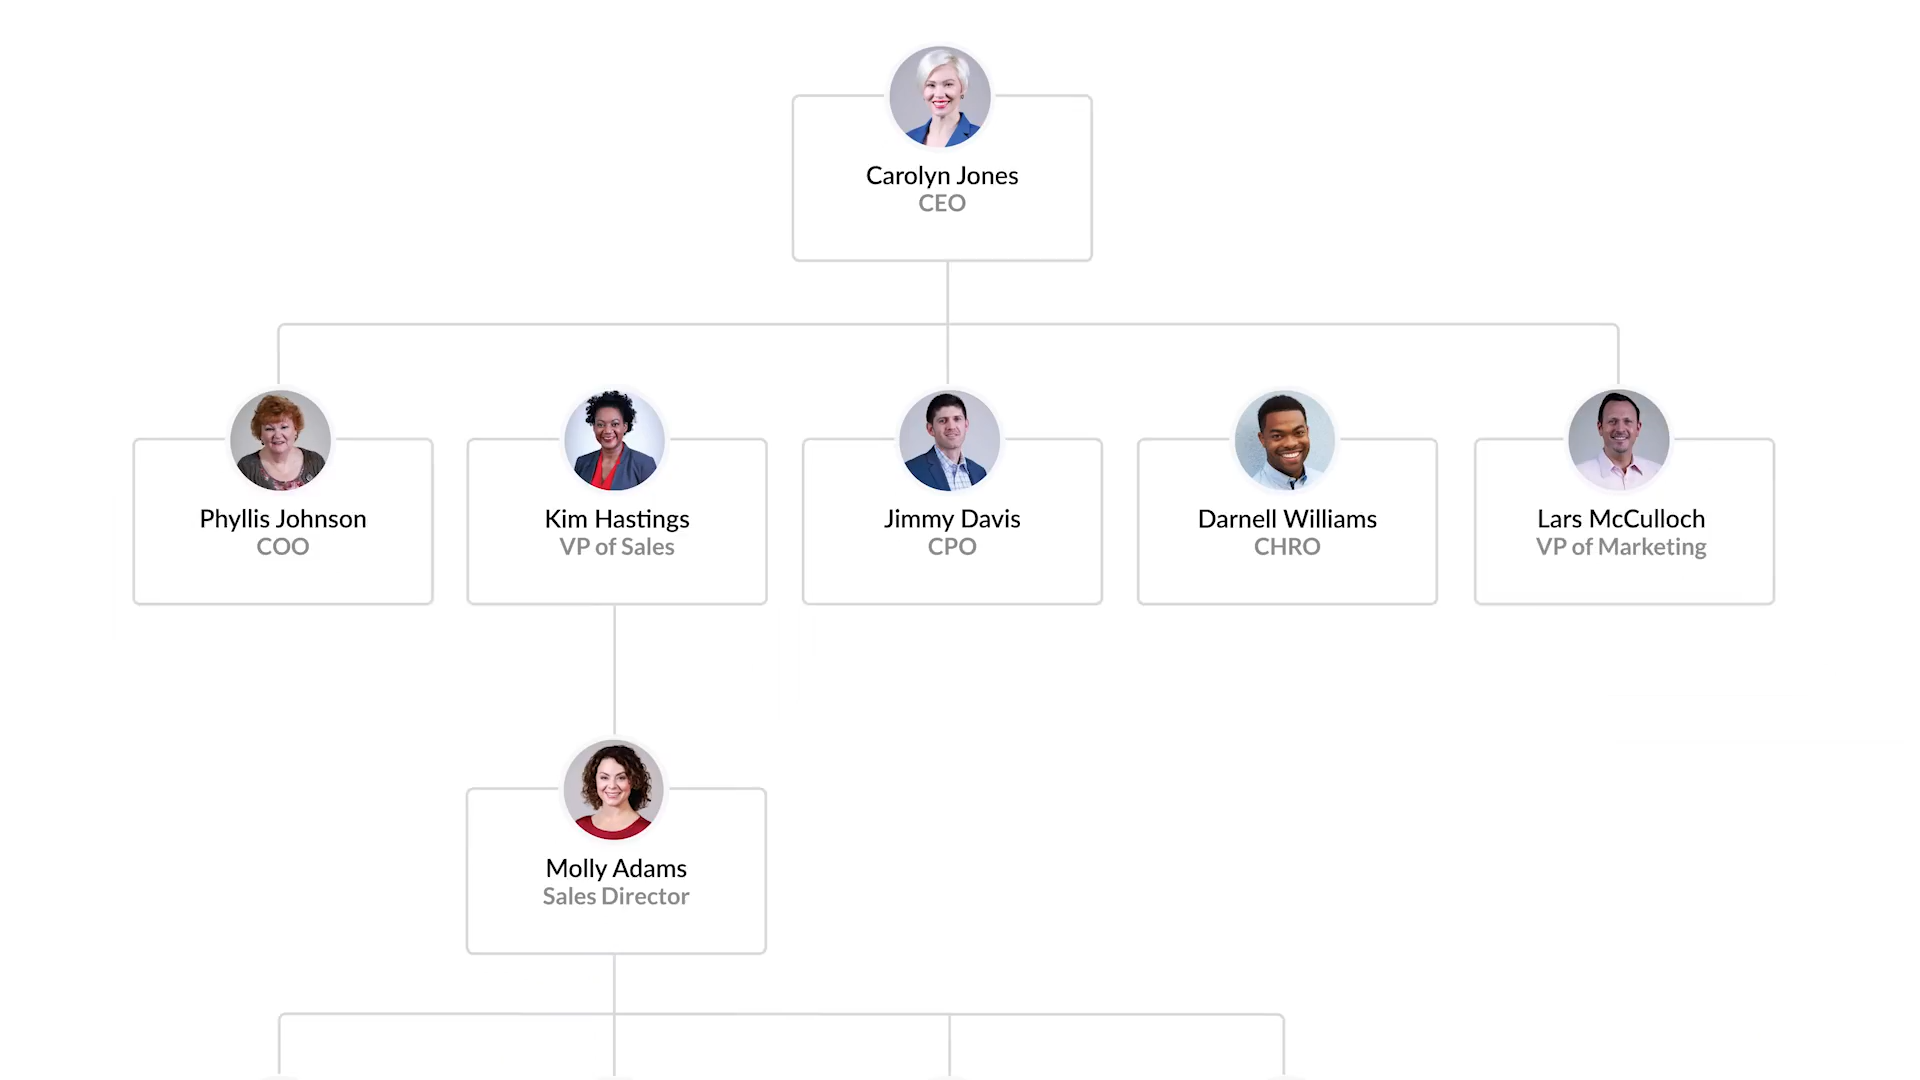 Carolyn Jones
CEO
Phyllis Johnson
COO
Kim Hastings
VP of Sales
Jimmy Davis
CPO
Darnell Williams
CHRO
Lars McCulloch
VP of Marketing
Molly Adams
Sales Director